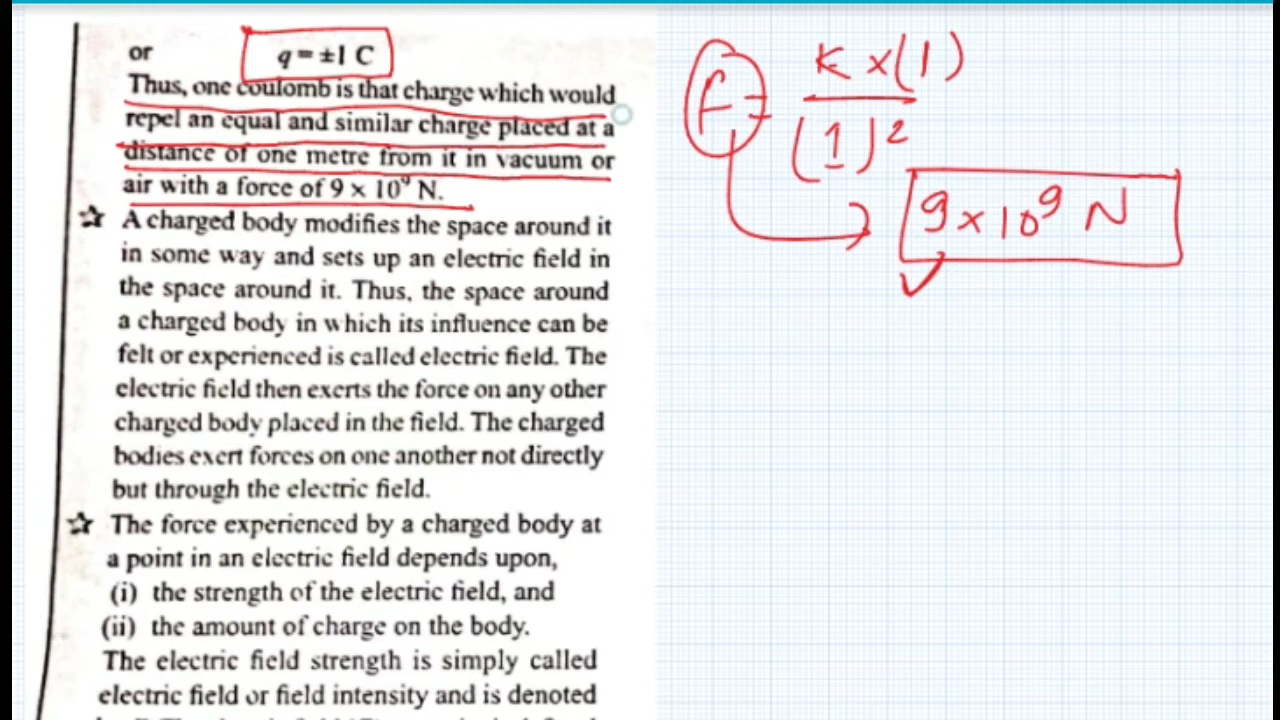 or q = ±1 C
Thus, one coulomb is that charge which would
repel an equal and similar charge placed at a
distance of one metre from it in vacuum or
air with a force of 9 × 10⁹ N.
☆ A charged body modifies the space around it
in some way and sets up an electric field in
the space around it. Thus, the space around
a charged body in which its influence can be
felt or experienced is called electric field. The
electric field then exerts the force on any other
charged body placed in the field. The charged
bodies exert forces on one another not directly
but through the electric field.
☆ The force experienced by a charged body at
a point in an electric field depends upon,
(i) the strength of the electric field, and
(ii) the amount of charge on the body.
The electric field strength is simply called
electric field or field intensity and is denoted
F = K × (1)
(1)²
9 × 10⁹ N